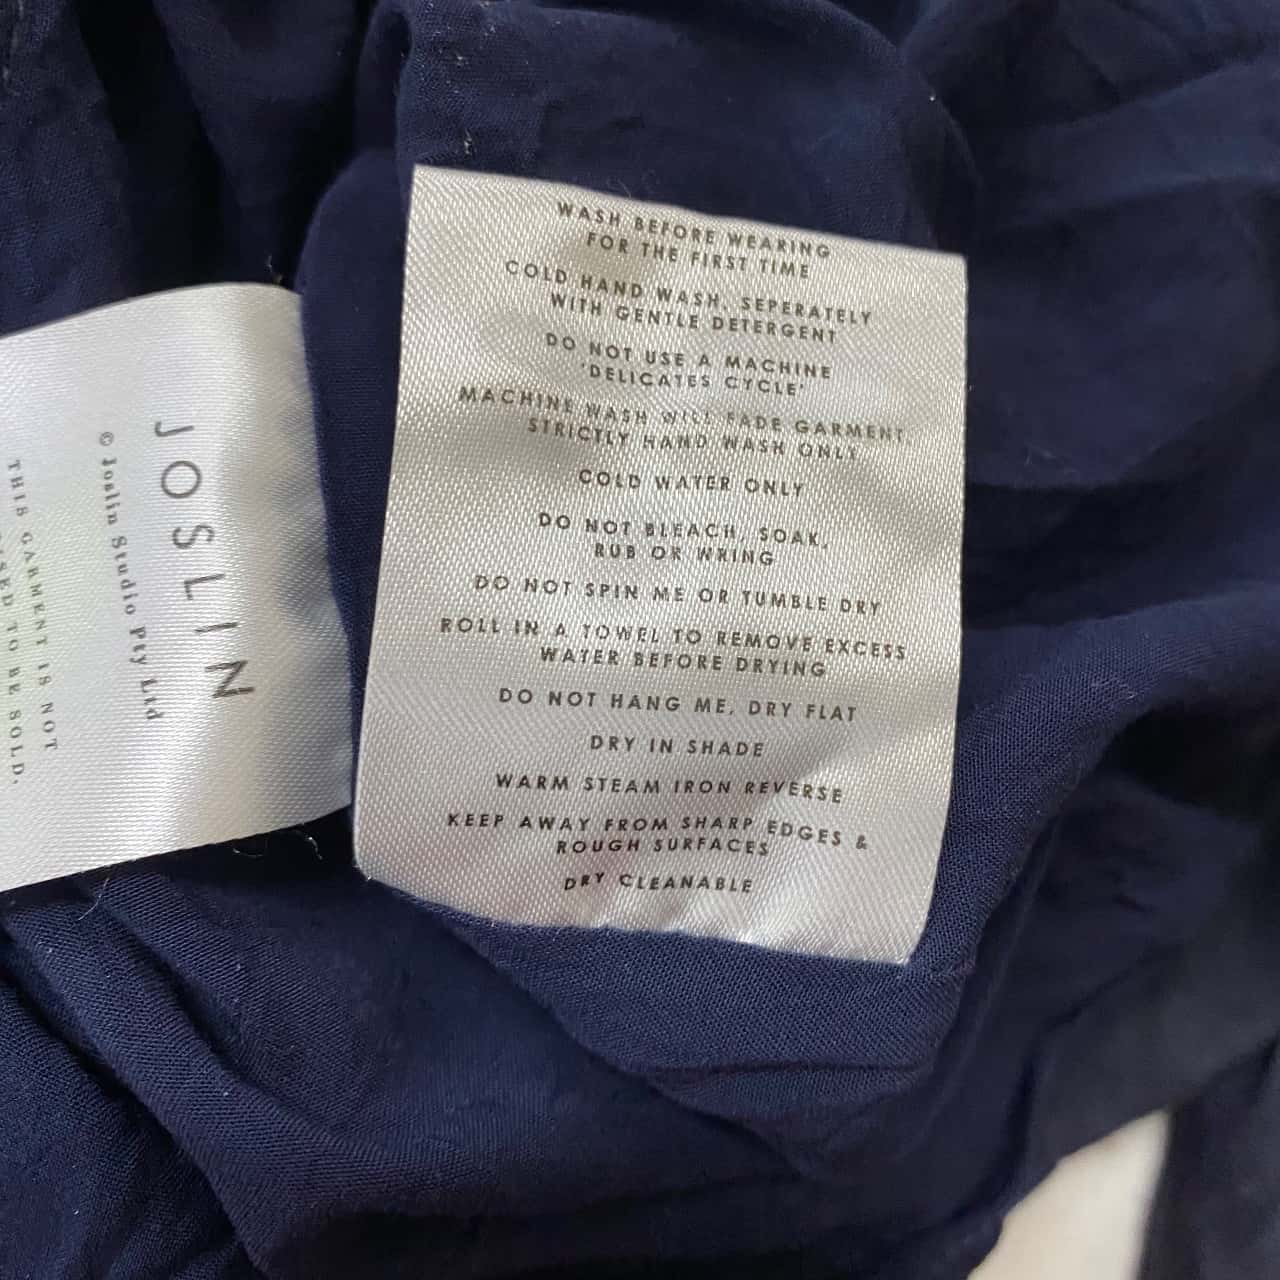 JOSLIN
© Joslin Studio Pty Ltd
THIS GARMENT IS NOT
TO BE SOLD.
WASH BEFORE WEARING
FOR THE FIRST TIME
COLD HAND WASH, SEPERATELY
WITH GENTLE DETERGENT
DO NOT USE A MACHINE
'DELICATES CYCLE'
MACHINE WASH WILL FADE GARMENT
STRICTLY HAND WASH ONLY
COLD WATER ONLY
DO NOT BLEACH, SOAK,
RUB OR WRING
DO NOT SPIN ME OR TUMBLE DRY
ROLL IN A TOWEL TO REMOVE EXCESS
WATER BEFORE DRYING
DO NOT HANG ME, DRY FLAT
DRY IN SHADE
WARM STEAM IRON REVERSE
KEEP AWAY FROM SHARP EDGES &
ROUGH SURFACES
DRY CLEANABLE